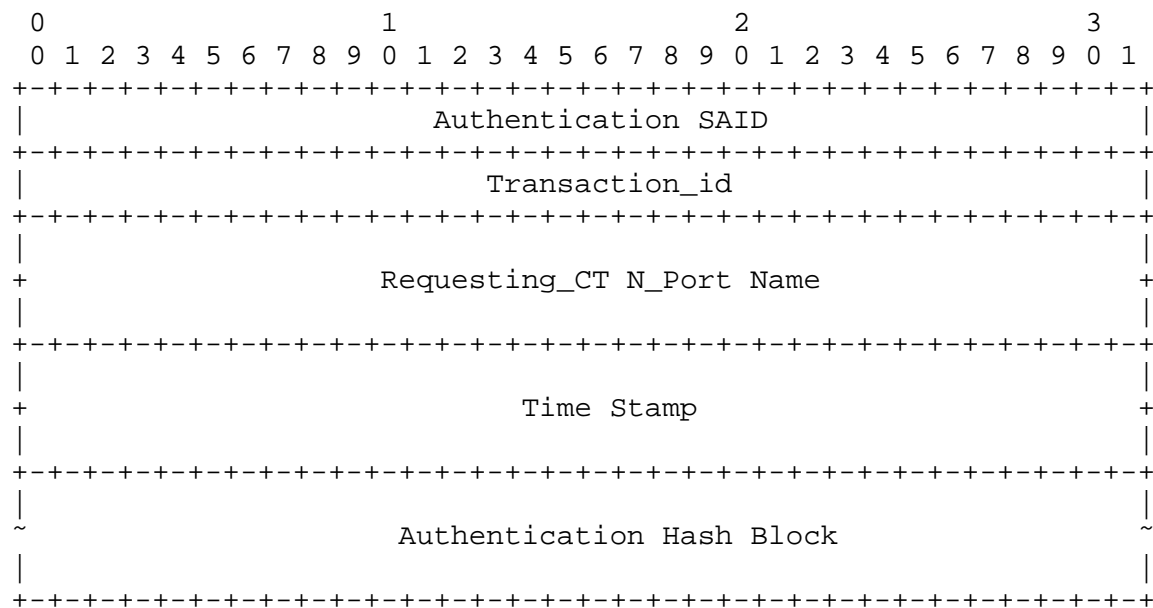 0                   1                   2                   3
 0 1 2 3 4 5 6 7 8 9 0 1 2 3 4 5 6 7 8 9 0 1 2 3 4 5 6 7 8 9 0 1
+-+-+-+-+-+-+-+-+-+-+-+-+-+-+-+-+-+-+-+-+-+-+-+-+-+-+-+-+-+-+-+-+
|                       Authentication SAID                     |
+-+-+-+-+-+-+-+-+-+-+-+-+-+-+-+-+-+-+-+-+-+-+-+-+-+-+-+-+-+-+-+-+
|                          Transaction_id                       |
+-+-+-+-+-+-+-+-+-+-+-+-+-+-+-+-+-+-+-+-+-+-+-+-+-+-+-+-+-+-+-+-+
|                                                               |
+                    Requesting_CT N_Port Name                  +
|                                                               |
+-+-+-+-+-+-+-+-+-+-+-+-+-+-+-+-+-+-+-+-+-+-+-+-+-+-+-+-+-+-+-+-+
|                                                               |
+                            Time Stamp                         +
|                                                               |
+-+-+-+-+-+-+-+-+-+-+-+-+-+-+-+-+-+-+-+-+-+-+-+-+-+-+-+-+-+-+-+-+
|                                                               |
~                     Authentication Hash Block                 ~
|                                                               |
+-+-+-+-+-+-+-+-+-+-+-+-+-+-+-+-+-+-+-+-+-+-+-+-+-+-+-+-+-+-+-+-+